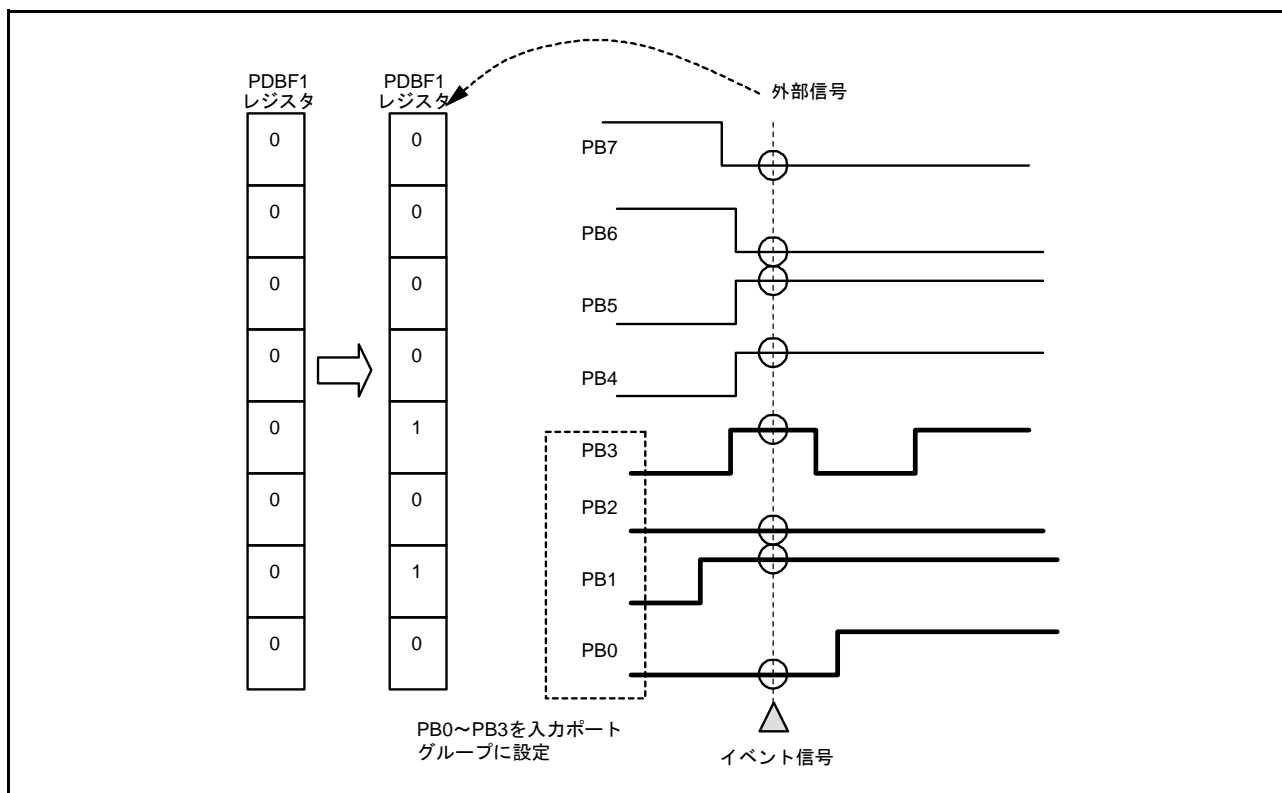 PDBF1
レジスタ
PDBF1
レジスタ
外部信号
0
0
0
0
0
0
0
0
0
0
0
0
1
0
1
0
PB7
PB6
PB5
PB4
PB3
PB2
PB1
PB0
PB0～PB3を入力ポート
グループに設定
イベント信号